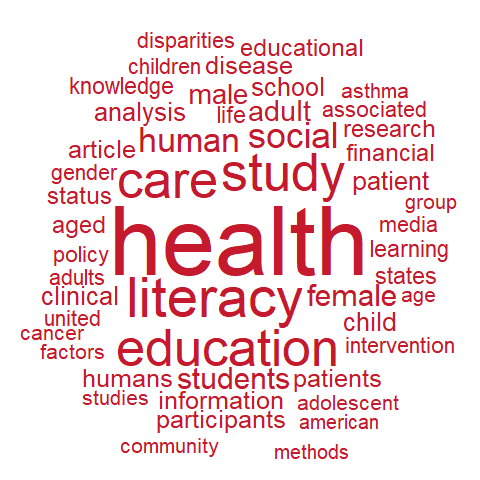 disparities educational
children disease
knowledge male school asthma
analysis life adult associated
human social research
article financial
gender care study patient
status group
aged health media
policy learning
adults states
clinical literacy female age
united child
cancer education intervention
factors
humans students patients
studies information adolescent
participants american
community methods